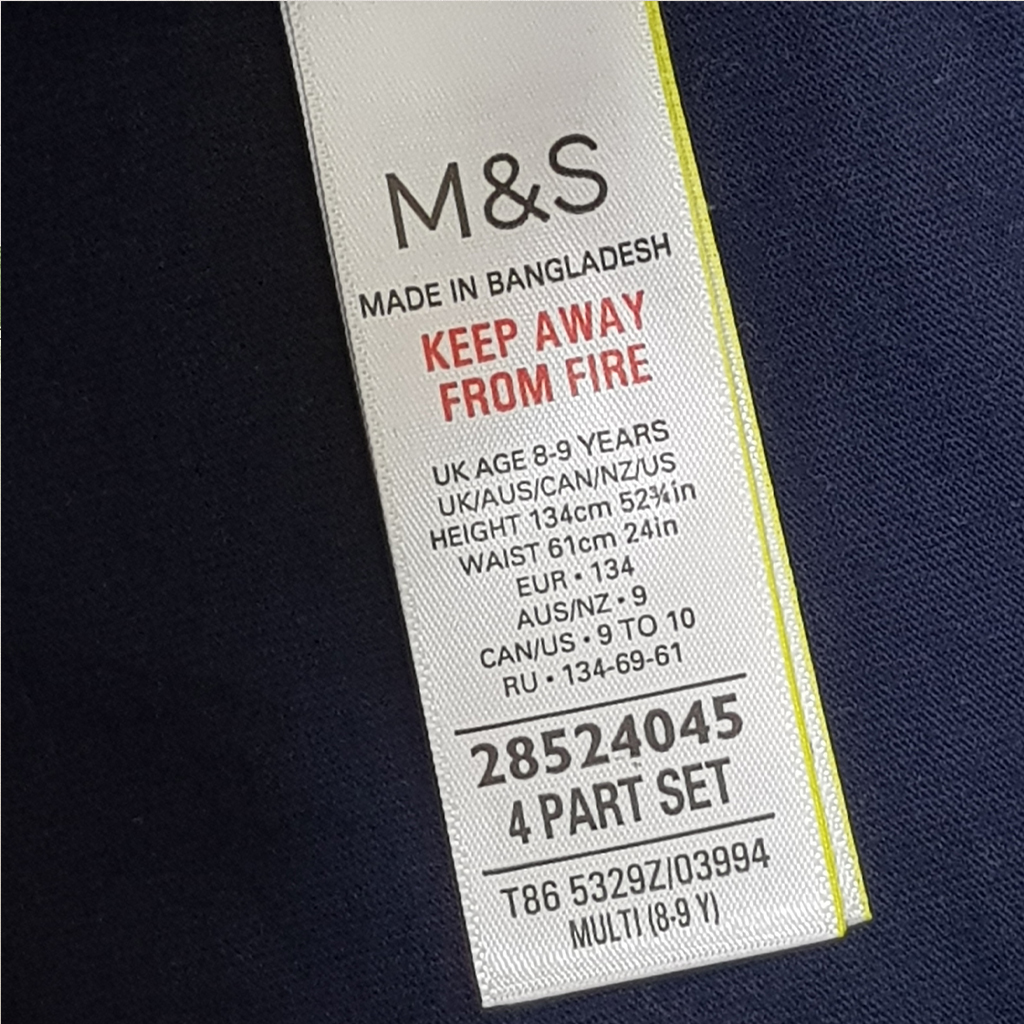 M&S
MADE IN BANGLADESH
KEEP AWAY
FROM FIRE
UK AGE 8-9 YEARS
UK/AUS/CAN/NZ/US
HEIGHT 134cm 52¾in
WAIST 61cm 24in
EUR • 134
AUS/NZ • 9
CAN/US • 9 TO 10
RU • 134-69-61
28524045
4 PART SET
T86 5329Z/03994
MULTI (8-9 Y)